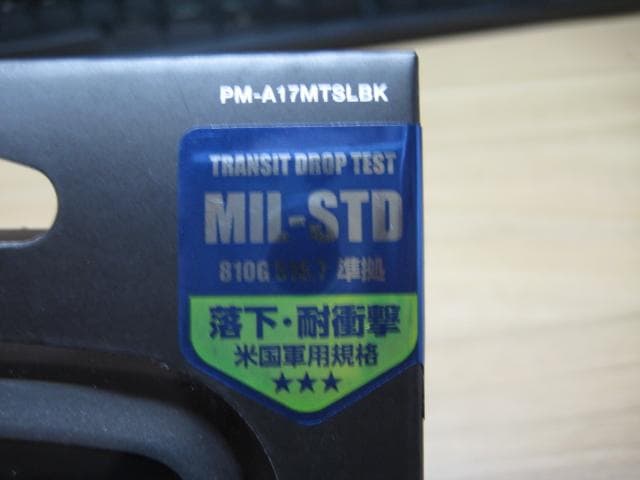 PM-A17MTSLBK
TRANSIT DROP TEST
MIL-STD
810G 516.7 準拠
落下・耐衝撃
米国軍用規格
★★★